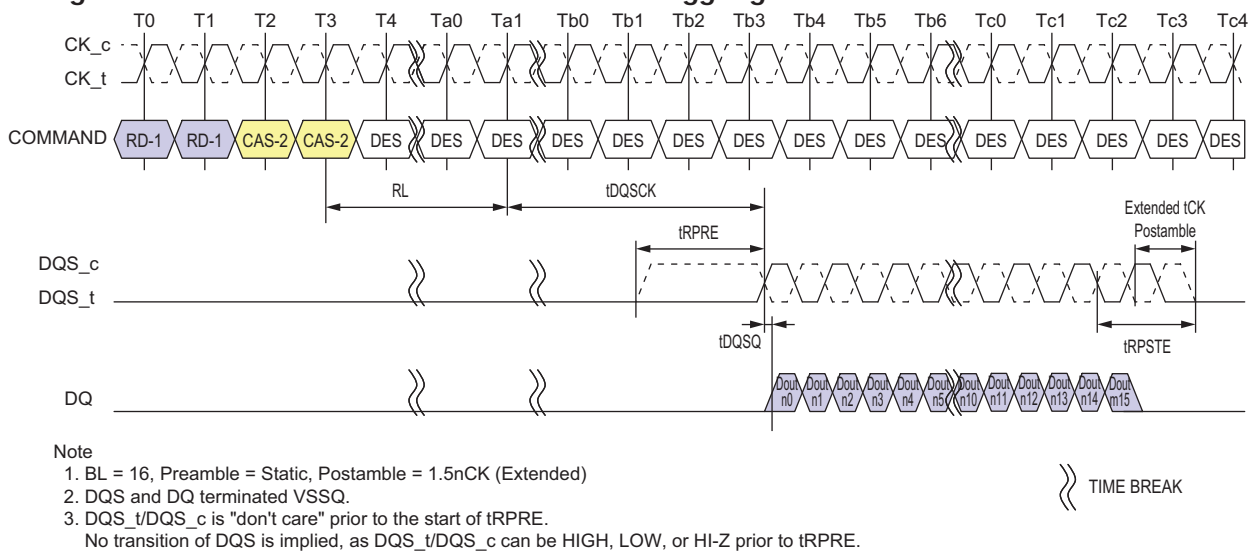 T0 T1 T2 T3 T4 Ta0 Ta1 Tb0 Tb1 Tb2 Tb3 Tb4 Tb5 Tb6 Tc0 Tc1 Tc2 Tc3 Tc4
CK_c
CK_t
COMMAND RD-1 RD-1 CAS-2 CAS-2 DES DES DES DES DES DES DES DES DES DES DES DES DES DES DES
RL tDQSCK
Extended tCK
Postamble
tRPRE
DQS_c
DQS_t
tDQSQ tRPSTE
DQ Dout n0 Dout n1 Dout n2 Dout n3 Dout n4 Dout n5 Dout n10 Dout n11 Dout n12 Dout n13 Dout n14 Dout m15
Note
1. BL = 16, Preamble = Static, Postamble = 1.5nCK (Extended)
2. DQS and DQ terminated VSSQ.
3. DQS_t/DQS_c is "don't care" prior to the start of tRPRE.
No transition of DQS is implied, as DQS_t/DQS_c can be HIGH, LOW, or HI-Z prior to tRPRE.
TIME BREAK